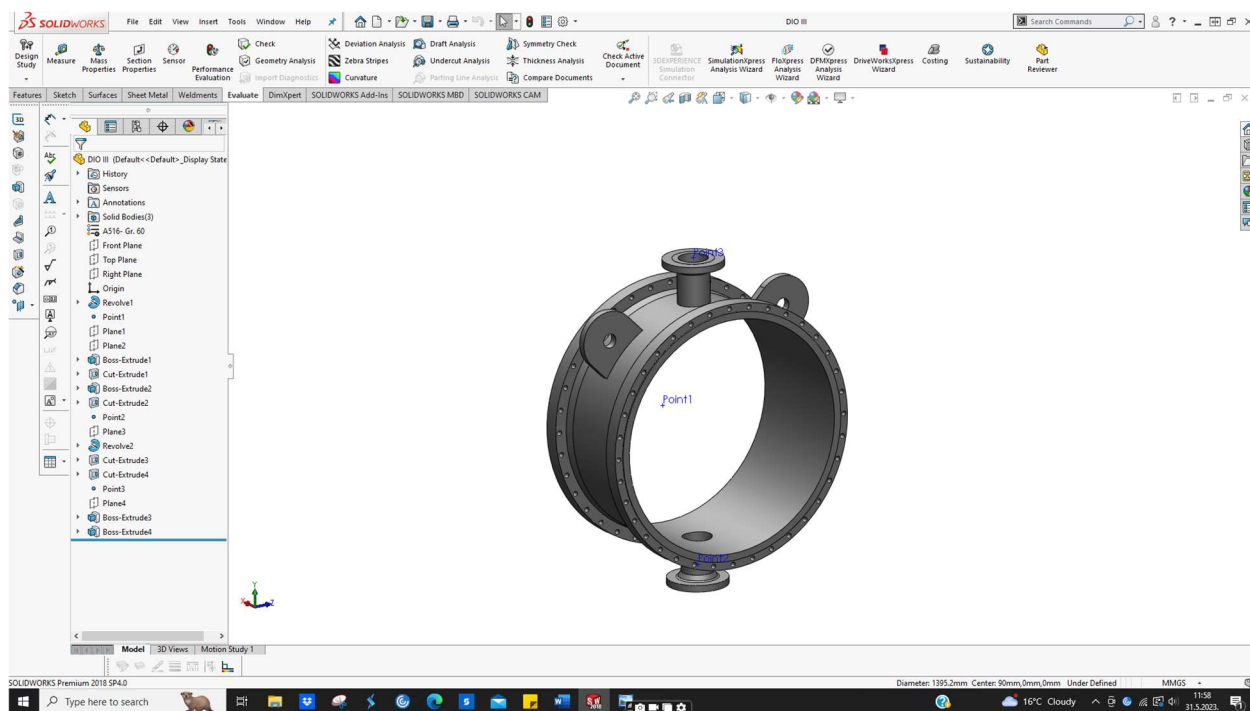 SOLIDWORKS File Edit View Insert Tools Window Help DIO III Search Commands
Design Study
Measure
Mass Properties
Section Properties
Sensor
Performance Evaluation
Check
Geometry Analysis
Import Diagnostics
Deviation Analysis
Zebra Stripes
Curvature
Draft Analysis
Undercut Analysis
Parting Line Analysis
Symmetry Check
Thickness Analysis
Compare Documents
Check Active Document
3DEXPERIENCE Simulation Connector
SimulationXpress Analysis Wizard
FloXpress Analysis Wizard
DFMXpress Analysis Wizard
DriveWorksXpress Wizard
Costing
Sustainability
Part Reviewer
Features Sketch Surfaces Sheet Metal Weldments Evaluate DimXpert SOLIDWORKS Add-Ins SOLIDWORKS MBD SOLIDWORKS CAM
DIO III (Default<<Default>_Display State
History
Sensors
Annotations
Solid Bodies(3)
A516- Gr. 60
Front Plane
Top Plane
Right Plane
Origin
Revolve1
Point1
Plane1
Plane2
Boss-Extrude1
Cut-Extrude1
Boss-Extrude2
Cut-Extrude2
Point2
Plane3
Revolve2
Cut-Extrude3
Cut-Extrude4
Point3
Plane4
Boss-Extrude3
Boss-Extrude4
Point3
Point1
Point2
Y
X
Z
Model 3D Views Motion Study 1
SOLIDWORKS Premium 2018 SP4.0 Diameter: 1395.2mm Center: 90mm,0mm,0mm Under Defined MMGS
Type here to search 16°C Cloudy 11:58
31.5.2023.